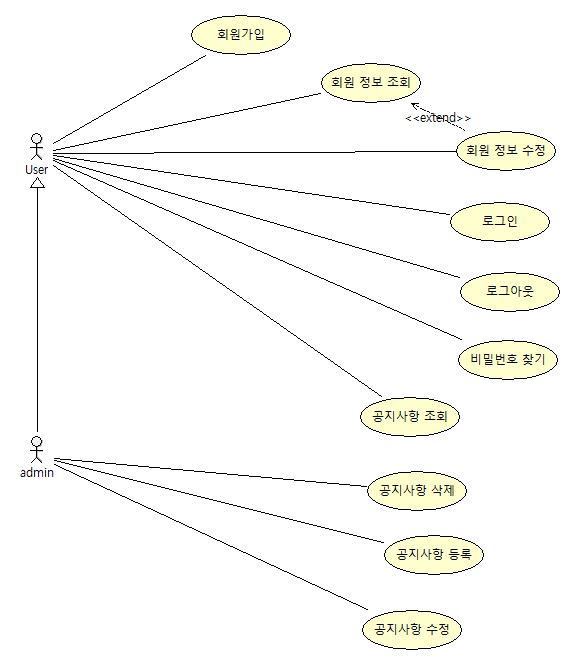 회원가입
회원 정보 조회
<<extend>>
회원 정보 수정
User
로그인
로그아웃
비밀번호 찾기
공지사항 조회
admin
공지사항 삭제
공지사항 등록
공지사항 수정